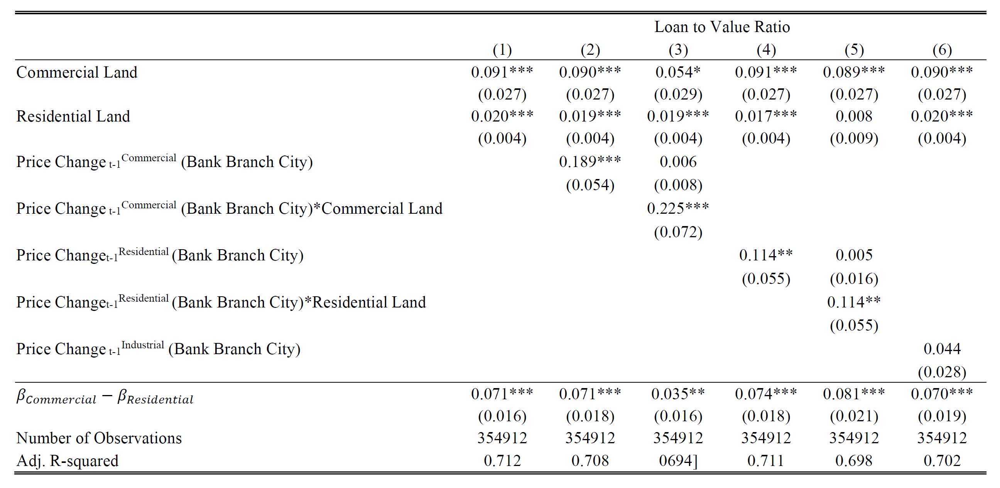 Loan to Value Ratio
(1) (2) (3) (4) (5) (6)
Commercial Land 0.091*** 0.090*** 0.054* 0.091*** 0.089*** 0.090***
(0.027) (0.027) (0.029) (0.027) (0.027) (0.027)
Residential Land 0.020*** 0.019*** 0.019*** 0.017*** 0.008 0.020***
(0.004) (0.004) (0.004) (0.004) (0.009) (0.004)
Price Change t-1 Commercial (Bank Branch City) 0.189*** 0.006
(0.054) (0.008)
Price Change t-1 Commercial (Bank Branch City)*Commercial Land 0.225***
(0.072)
Price Change t-1 Residential (Bank Branch City) 0.114** 0.005
(0.055) (0.016)
Price Change t-1 Residential (Bank Branch City)*Residential Land 0.114**
(0.055)
Price Change t-1 Industrial (Bank Branch City) 0.044
(0.028)
βCommercial − βResidential 0.071*** 0.071*** 0.035** 0.074*** 0.081*** 0.070***
(0.016) (0.018) (0.016) (0.018) (0.021) (0.019)
Number of Observations 354912 354912 354912 354912 354912 354912
Adj. R-squared 0.712 0.708 0694] 0.711 0.698 0.702